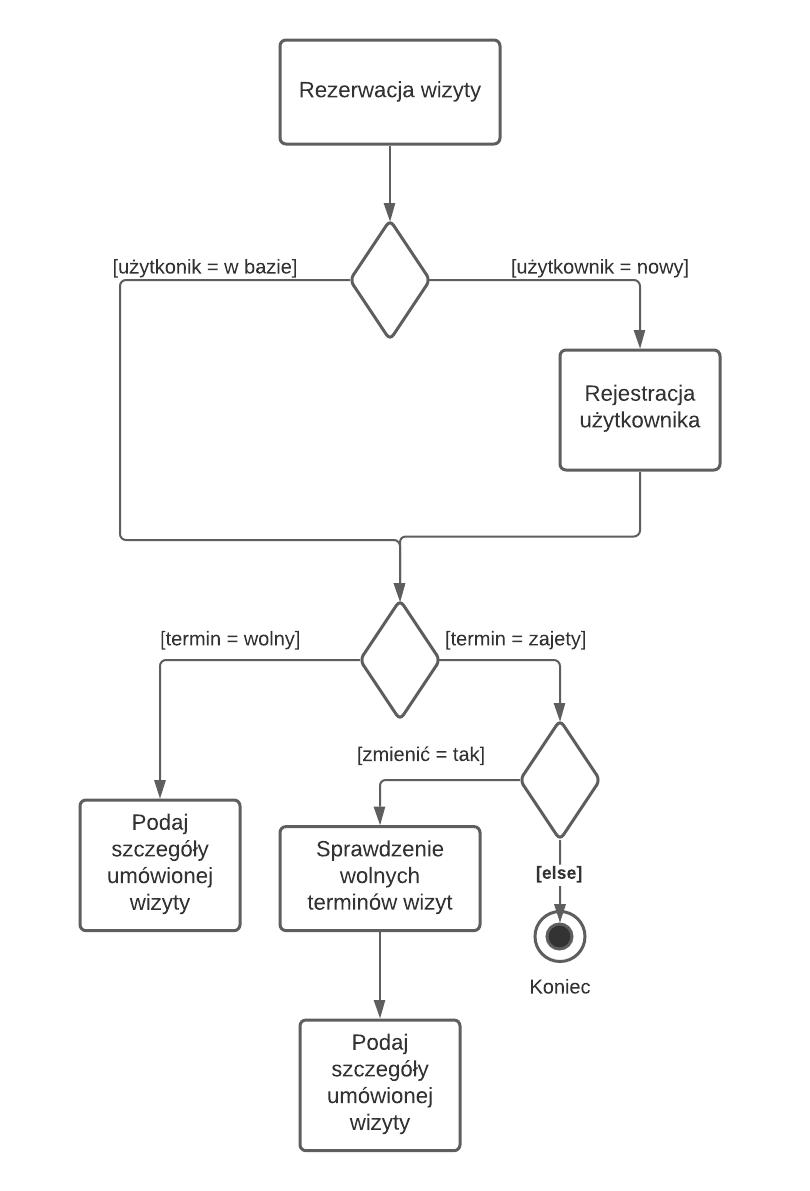 Rezerwacja wizyty
[użytkonik = w bazie]
[użytkownik = nowy]
Rejestracja
użytkownika
[termin = wolny]
[termin = zajety]
[zmienić = tak]
Podaj
szczegóły
umówionej
wizyty
Sprawdzenie
wolnych
terminów wizyt
[else]
Koniec
Podaj
szczegóły
umówionej
wizyty